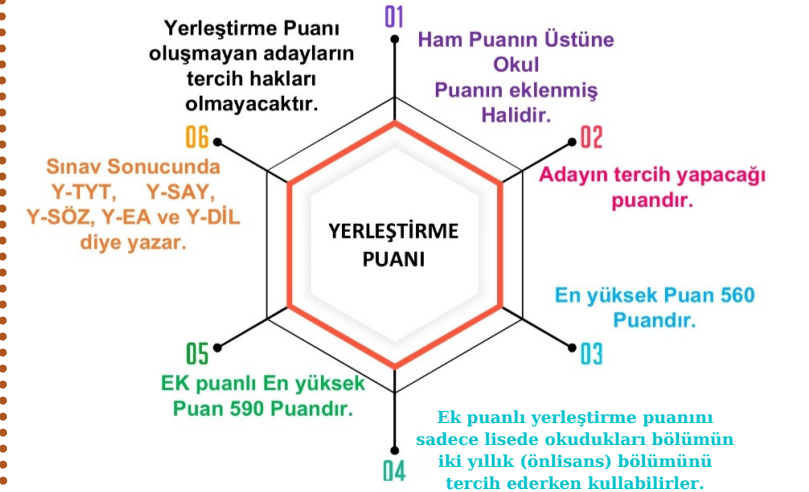 01
Ham Puanın Üstüne
Okul
Puanın eklenmiş
Halidir.
02
Adayın tercih yapacağı
puandır.
En yüksek Puan 560
Puandır.
03
Ek puanlı yerleştirme puanını
sadece lisede okudukları bölümün
iki yıllık (önlisans) bölümünü
tercih ederken kullabilirler.
04
05
EK puanlı En yüksek
Puan 590 Puandır.
06
Sınav Sonucunda
Y-TYT, Y-SAY,
Y-SÖZ, Y-EA ve Y-DİL
diye yazar.
Yerleştirme Puanı
oluşmayan adayların
tercih hakları
olmayacaktır.
YERLEŞTİRME
PUANI